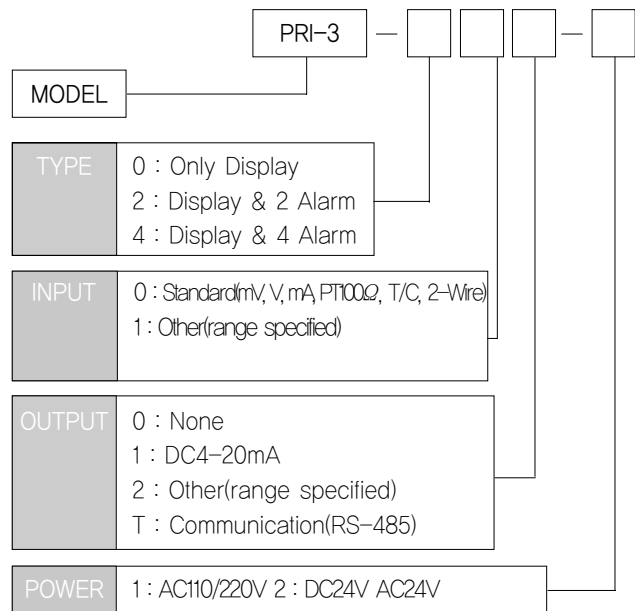 PRI-3 - -
MODEL
TYPE
0 : Only Display
2 : Display & 2 Alarm
4 : Display & 4 Alarm
INPUT
0 : Standard(mV, V, mA, PT100Ω, T/C, 2-Wire)
1 : Other(range specified)
OUTPUT
0 : None
1 : DC4-20mA
2 : Other(range specified)
T : Communication(RS-485)
POWER
1 : AC110/220V 2 : DC24V AC24V